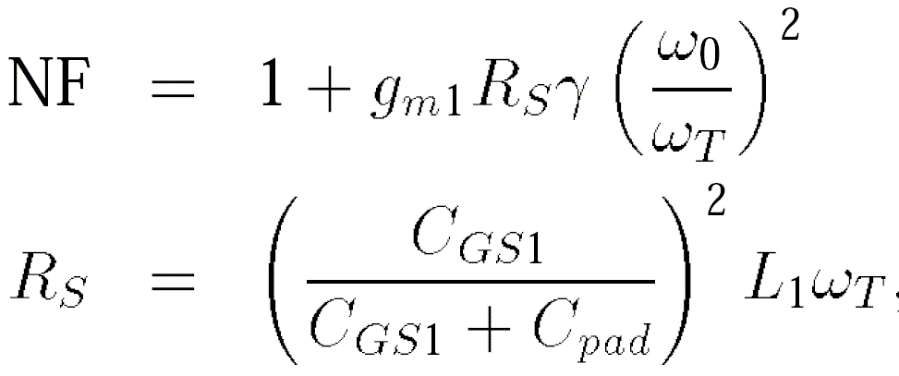 NF = 1 + g_{m1} R_S γ (ω_0 / ω_T)^2
R_S = (C_{GS1} / (C_{GS1} + C_{pad}))^2 L_1 ω_T,